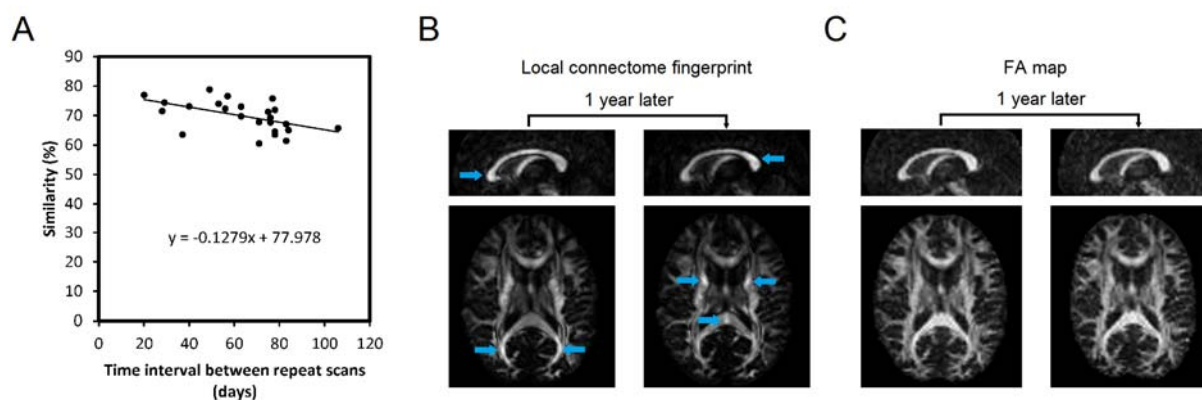 A
90
80
70
60
50
40
30
20
10
0
Similarity (%)
y = -0.1279x + 77.978
0 20 40 60 80 100 120
Time interval between repeat scans
(days)
B
Local connectome fingerprint
1 year later
C
FA map
1 year later